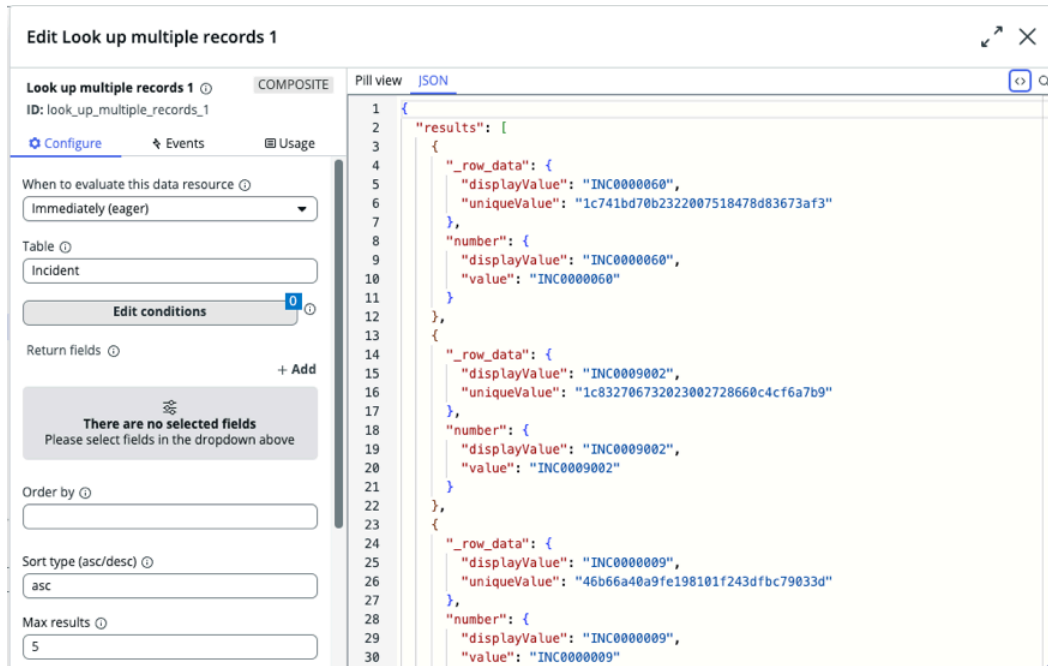 Edit Look up multiple records 1
Look up multiple records 1
COMPOSITE
ID: look_up_multiple_records_1
Configure
Events
Usage
When to evaluate this data resource
Immediately (eager)
Table
Incident
Edit conditions
0
Return fields
+ Add
There are no selected fields
Please select fields in the dropdown above
Order by
Sort type (asc/desc)
asc
Max results
5
Pill view
JSON
1 {
2 "results": [
3 {
4 "_row_data": {
5 "displayValue": "INC0000060",
6 "uniqueValue": "1c741bd70b2322007518478d83673af3"
7 },
8 "number": {
9 "displayValue": "INC0000060",
10 "value": "INC0000060"
11 }
12 },
13 {
14 "_row_data": {
15 "displayValue": "INC0009002",
16 "uniqueValue": "1c832706732023002728660c4cf6a7b9"
17 },
18 "number": {
19 "displayValue": "INC0009002",
20 "value": "INC0009002"
21 }
22 },
23 {
24 "_row_data": {
25 "displayValue": "INC0000009",
26 "uniqueValue": "46b66a40a9fe198101f243dfbc79033d"
27 },
28 "number": {
29 "displayValue": "INC0000009",
30 "value": "INC0000009"